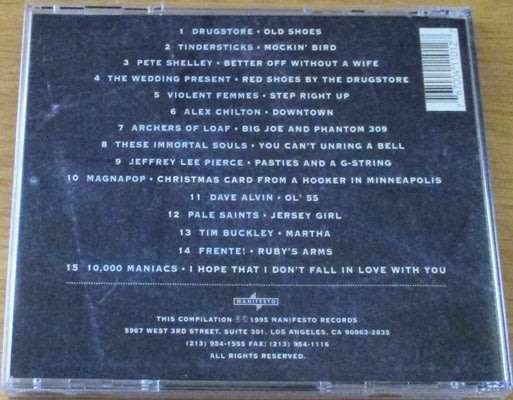 1 DRUGSTORE • OLD SHOES
2 TINDERSTICKS • MOCKIN' BIRD
3 PETE SHELLEY • BETTER OFF WITHOUT A WIFE
4 THE WEDDING PRESENT • RED SHOES BY THE DRUGSTORE
5 VIOLENT FEMMES • STEP RIGHT UP
6 ALEX CHILTON • DOWNTOWN
7 ARCHERS OF LOAF • BIG JOE AND PHANTOM 309
8 THESE IMMORTAL SOULS • YOU CAN'T UNRING A BELL
9 JEFFREY LEE PIERCE • PASTIES AND A G-STRING
10 MAGNAPOP • CHRISTMAS CARD FROM A HOOKER IN MINNEAPOLIS
11 DAVE ALVIN • OL' 55
12 PALE SAINTS • JERSEY GIRL
13 TIM BUCKLEY • MARTHA
14 FRENTE! • RUBY'S ARMS
15 10,000 MANIACS • I HOPE THAT I DON'T FALL IN LOVE WITH YOU
MANIFESTO
THIS COMPILATION ℗ © 1995 MANIFESTO RECORDS
5967 WEST 3RD STREET, SUITE 301, LOS ANGELES, CA 90063-2835
(213) 954-1555 FAX: (213) 954-1116
ALL RIGHTS RESERVED.